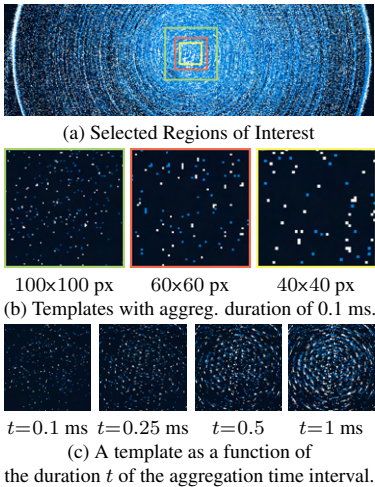 (a) Selected Regions of Interest
100×100 px 60×60 px 40×40 px
(b) Templates with aggreg. duration of 0.1 ms.
t=0.1 ms t=0.25 ms t=0.5 t=1 ms
(c) A template as a function of
the duration t of the aggregation time interval.